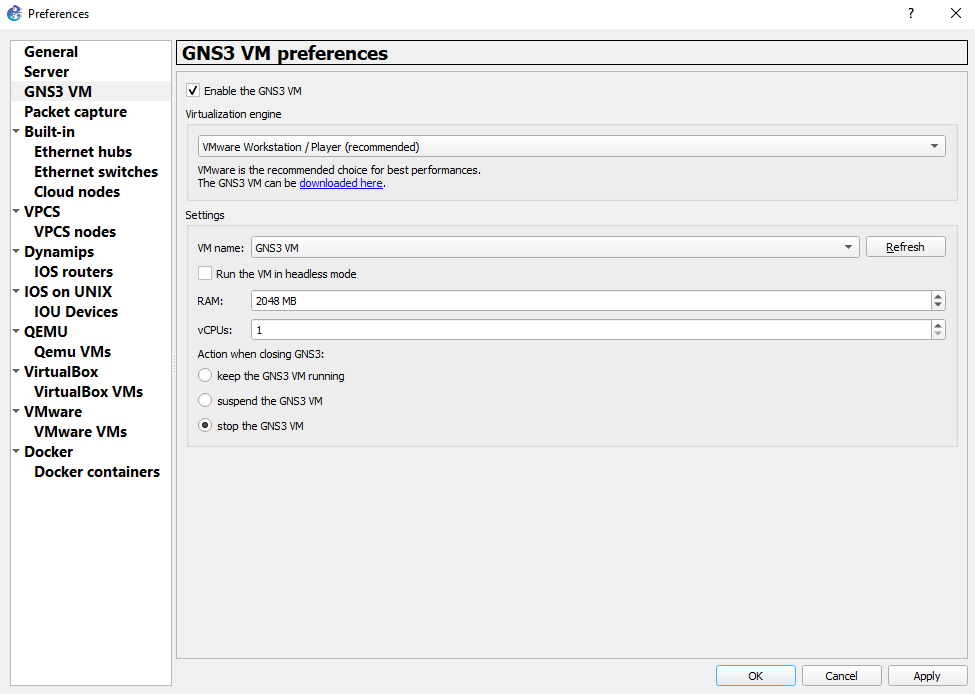 Preferences
?
General
Server
GNS3 VM
Packet capture
Built-in
Ethernet hubs
Ethernet switches
Cloud nodes
VPCS
VPCS nodes
Dynamips
IOS routers
IOS on UNIX
IOU Devices
QEMU
Qemu VMs
VirtualBox
VirtualBox VMs
VMware
VMware VMs
Docker
Docker containers
GNS3 VM preferences
Enable the GNS3 VM
Virtualization engine
VMware Workstation / Player (recommended)
VMware is the recommended choice for best performances.
The GNS3 VM can be downloaded here.
Settings
VM name: GNS3 VM Refresh
Run the VM in headless mode
RAM: 2048 MB
vCPUs: 1
Action when closing GNS3:
keep the GNS3 VM running
suspend the GNS3 VM
stop the GNS3 VM
OK Cancel Apply